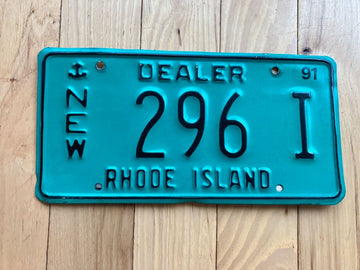 DEALER 91
NEW 296 I
RHODE ISLAND